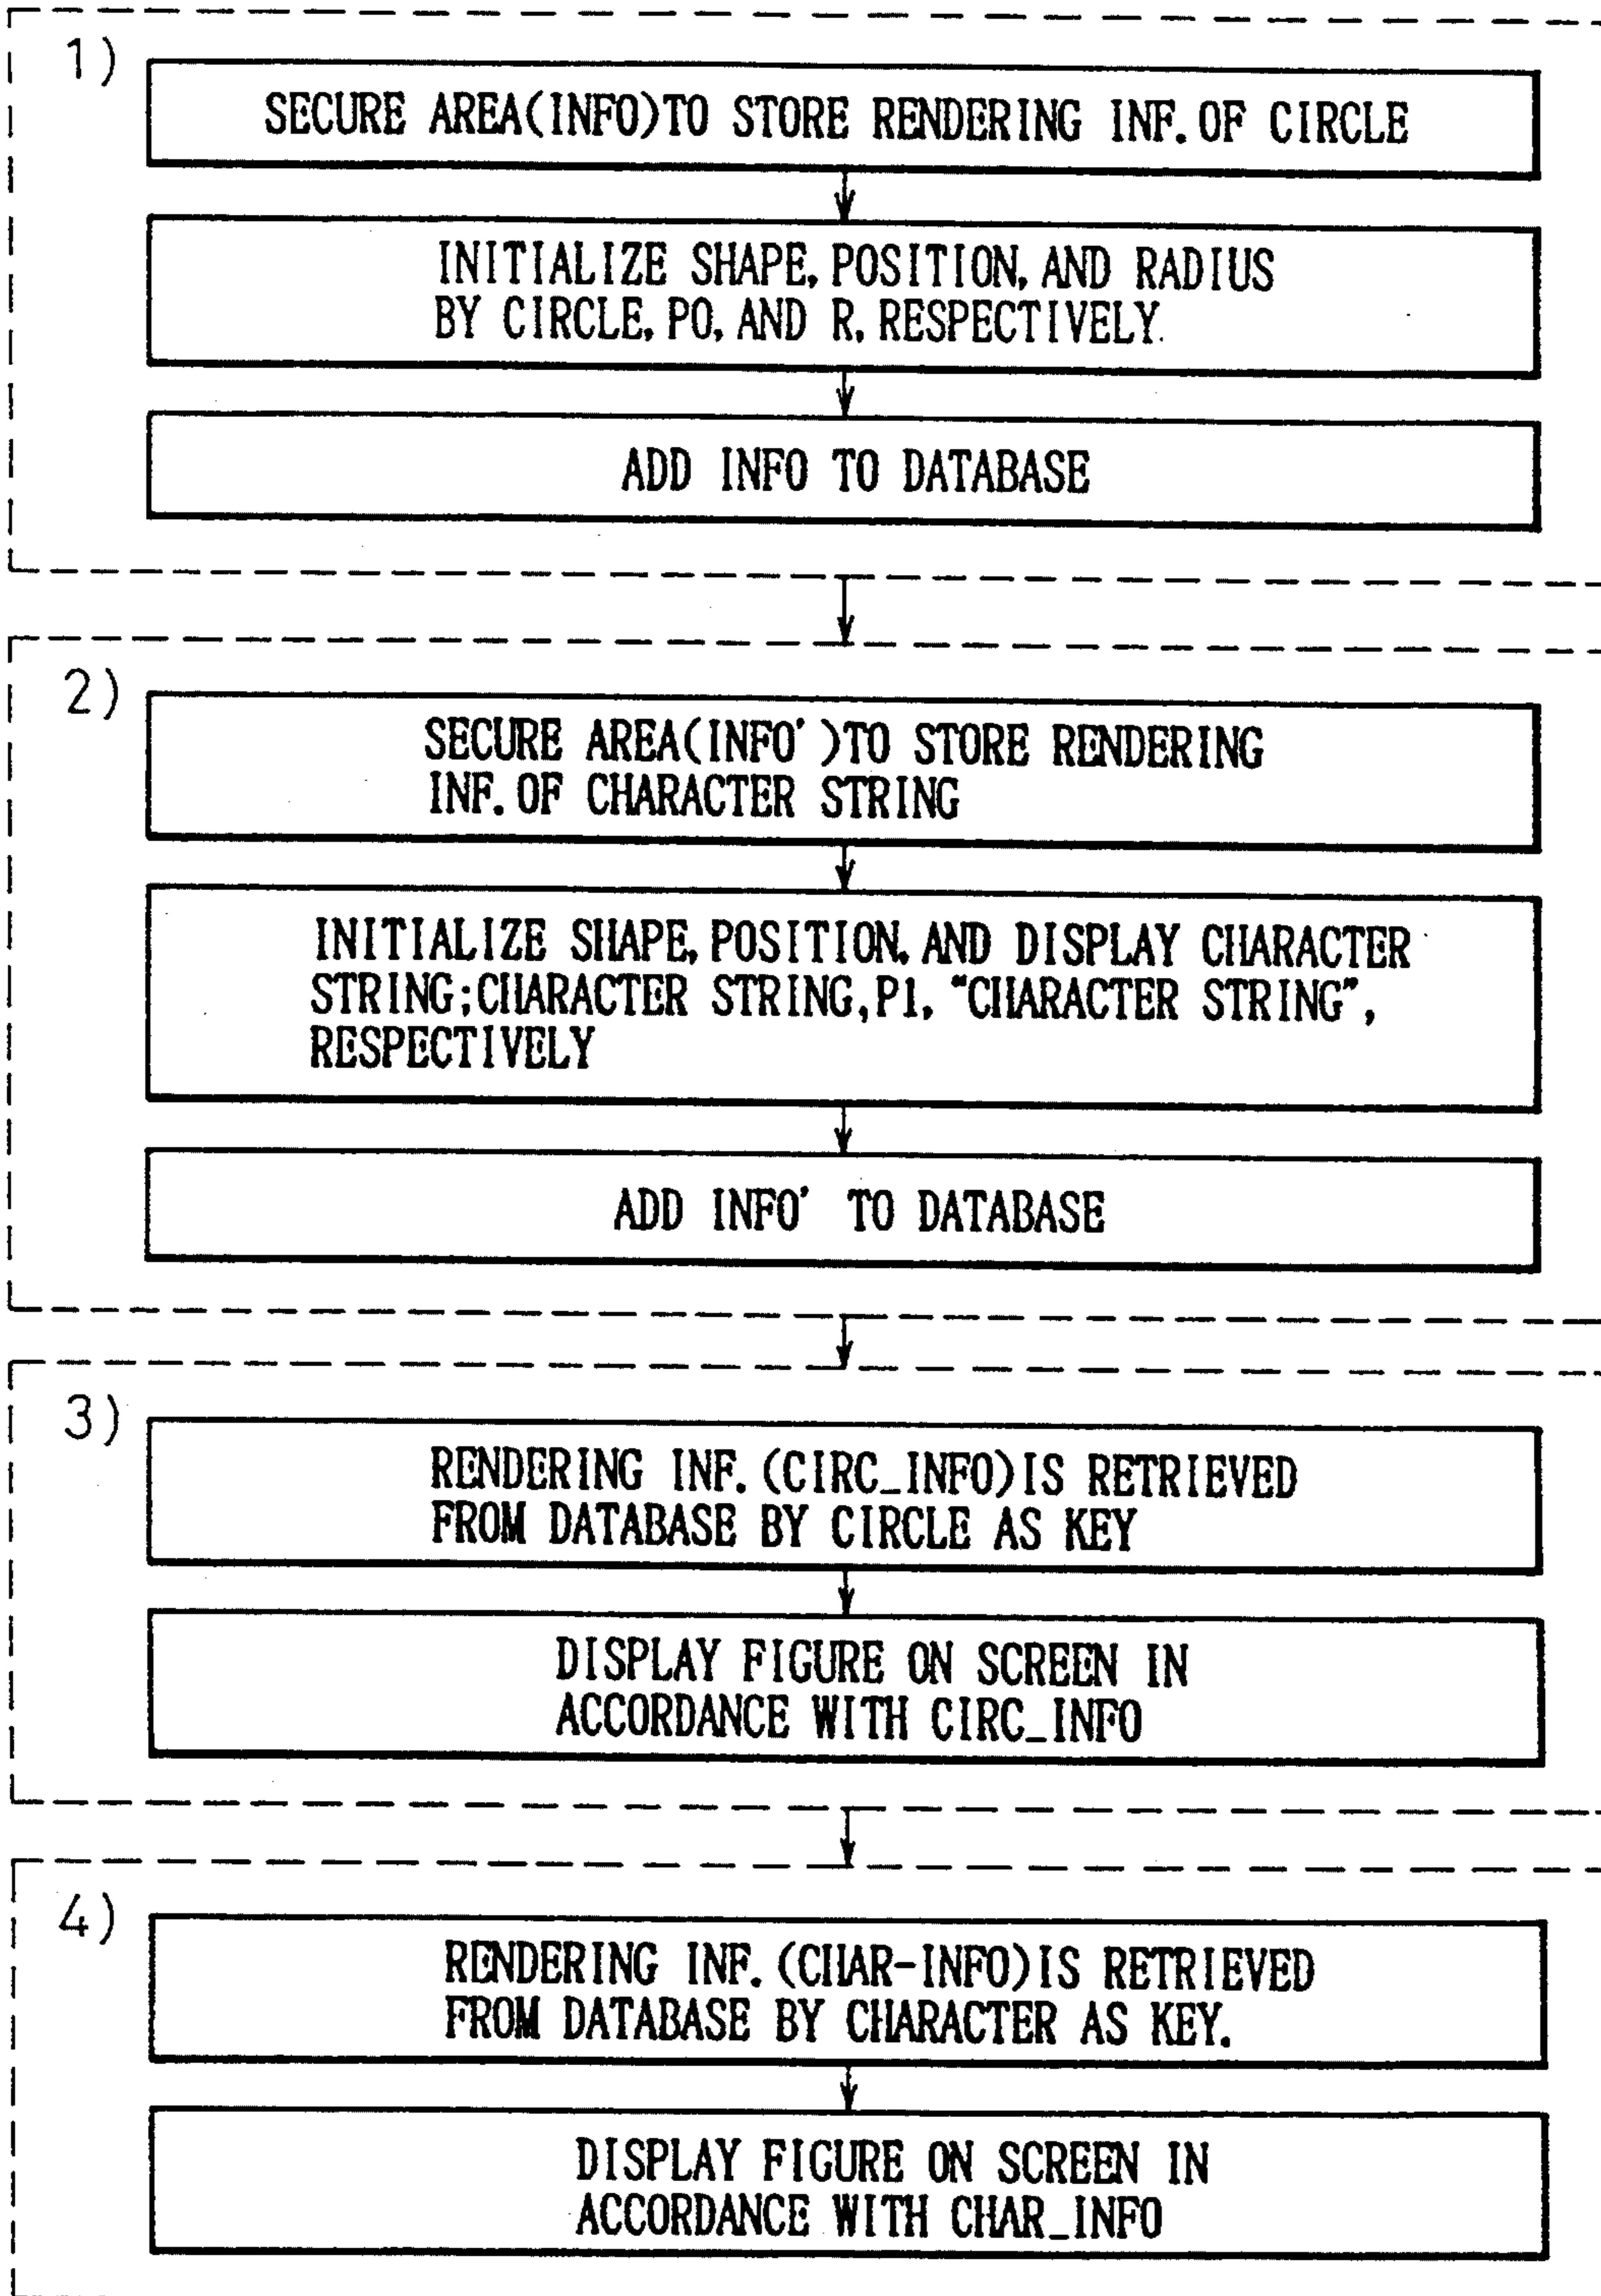 1)
SECURE AREA(INFO)TO STORE RENDERING INF. OF CIRCLE
INITIALIZE SHAPE, POSITION, AND RADIUS
BY CIRCLE, PO, AND R, RESPECTIVELY.
ADD INFO TO DATABASE
2)
SECURE AREA(INFO')TO STORE RENDERING
INF. OF CHARACTER STRING
INITIALIZE SHAPE, POSITION, AND DISPLAY CHARACTER
STRING;CHARACTER STRING, P1, "CHARACTER STRING",
RESPECTIVELY
ADD INFO' TO DATABASE
3)
RENDERING INF. (CIRC_INFO)IS RETRIEVED
FROM DATABASE BY CIRCLE AS KEY
DISPLAY FIGURE ON SCREEN IN
ACCORDANCE WITH CIRC_INFO
4)
RENDERING INF. (CHAR-INFO)IS RETRIEVED
FROM DATABASE BY CHARACTER AS KEY.
DISPLAY FIGURE ON SCREEN IN
ACCORDANCE WITH CHAR_INFO